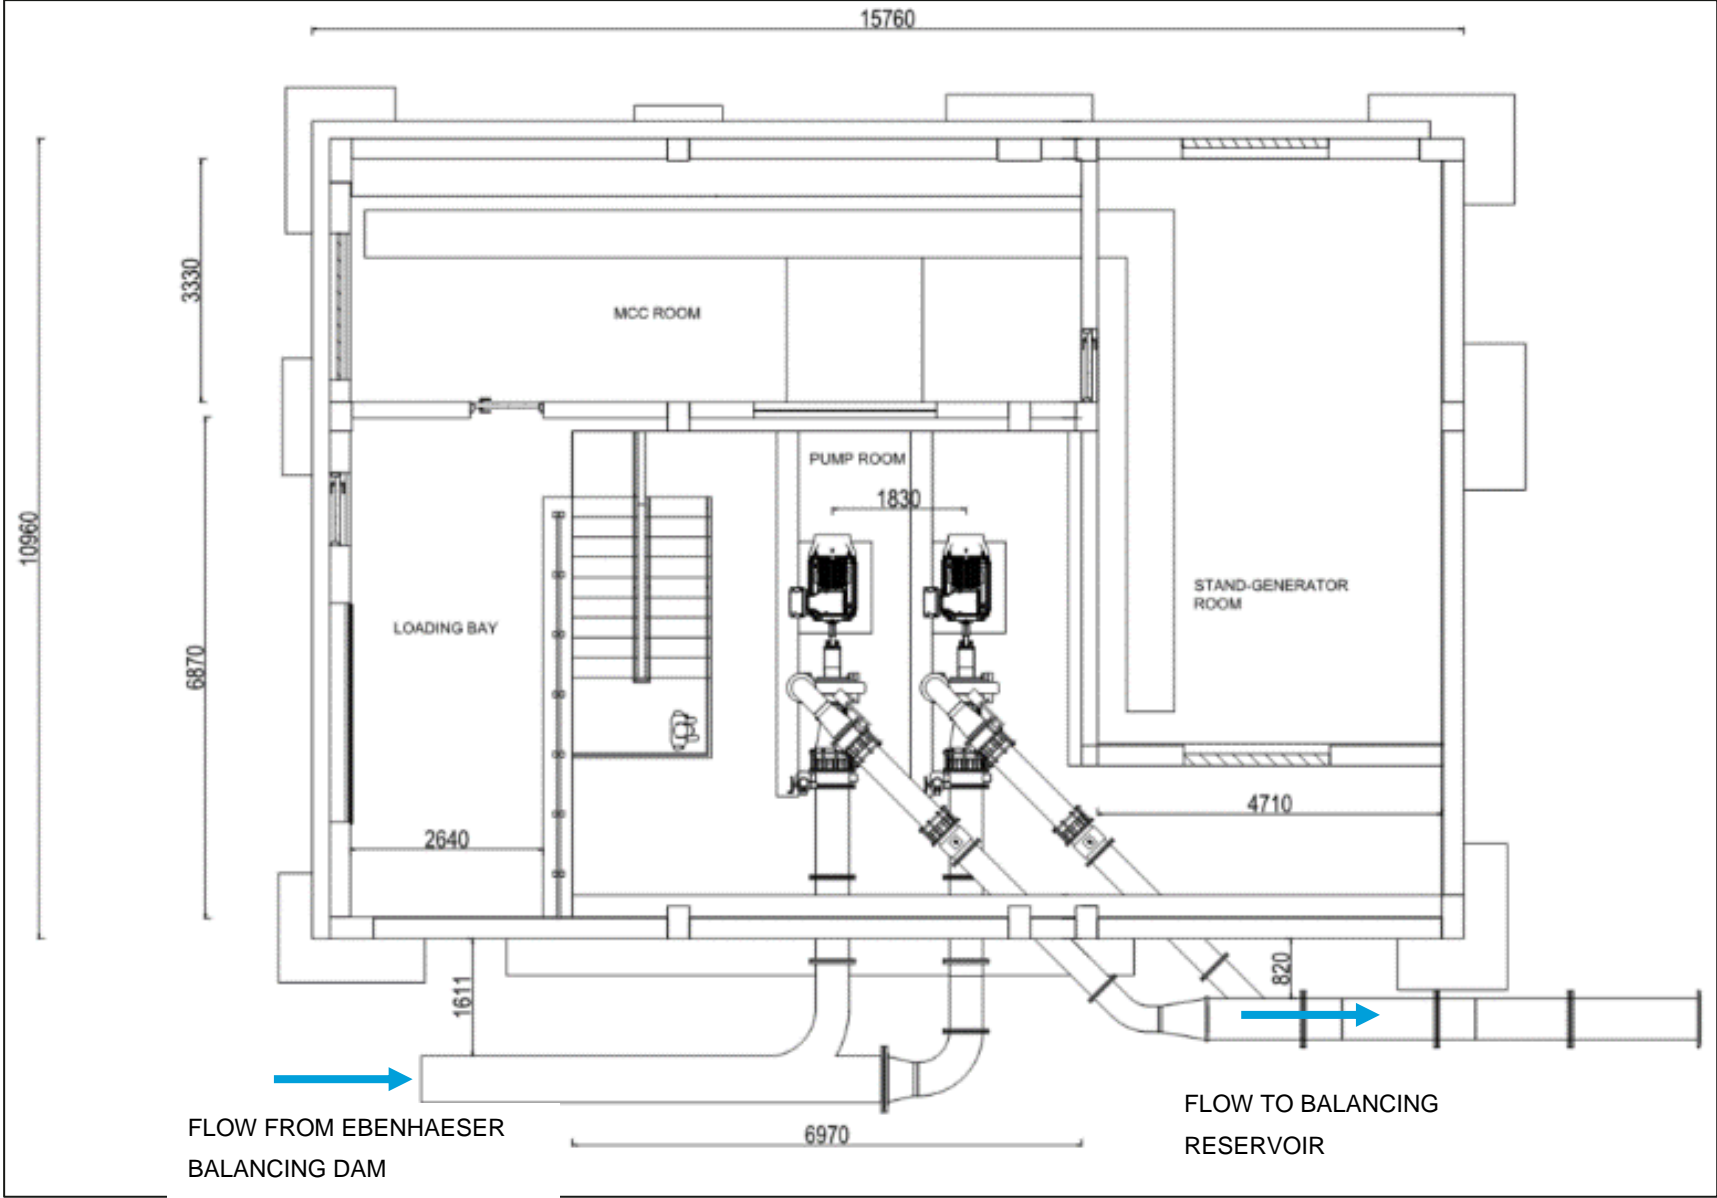 15760
3330
MCC ROOM
PUMP ROOM
1830
10960
STAND-GENERATOR
ROOM
LOADING BAY
6870
4710
2640
820
1611
FLOW FROM EBENHAESER
BALANCING DAM
6970
FLOW TO BALANCING
RESERVOIR